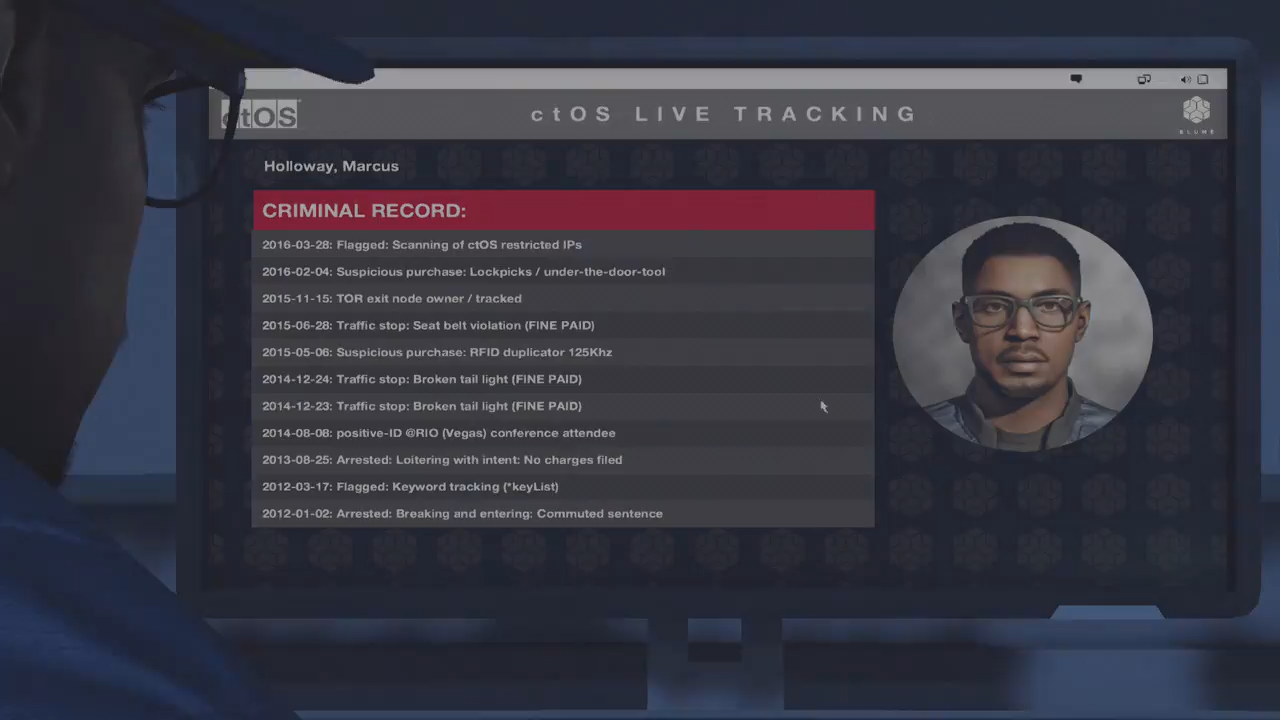 ctOS
ctOS LIVE TRACKING
BLUME
Holloway, Marcus
CRIMINAL RECORD:
2016-03-28: Flagged: Scanning of ctOS restricted IPs
2016-02-04: Suspicious purchase: Lockpicks / under-the-door-tool
2015-11-15: TOR exit node owner / tracked
2015-06-28: Traffic stop: Seat belt violation (FINE PAID)
2015-05-06: Suspicious purchase: RFID duplicator 125Khz
2014-12-24: Traffic stop: Broken tail light (FINE PAID)
2014-12-23: Traffic stop: Broken tail light (FINE PAID)
2014-08-08: positive-ID @RIO (Vegas) conference attendee
2013-08-25: Arrested: Loitering with intent: No charges filed
2012-03-17: Flagged: Keyword tracking (*keyList)
2012-01-02: Arrested: Breaking and entering: Commuted sentence